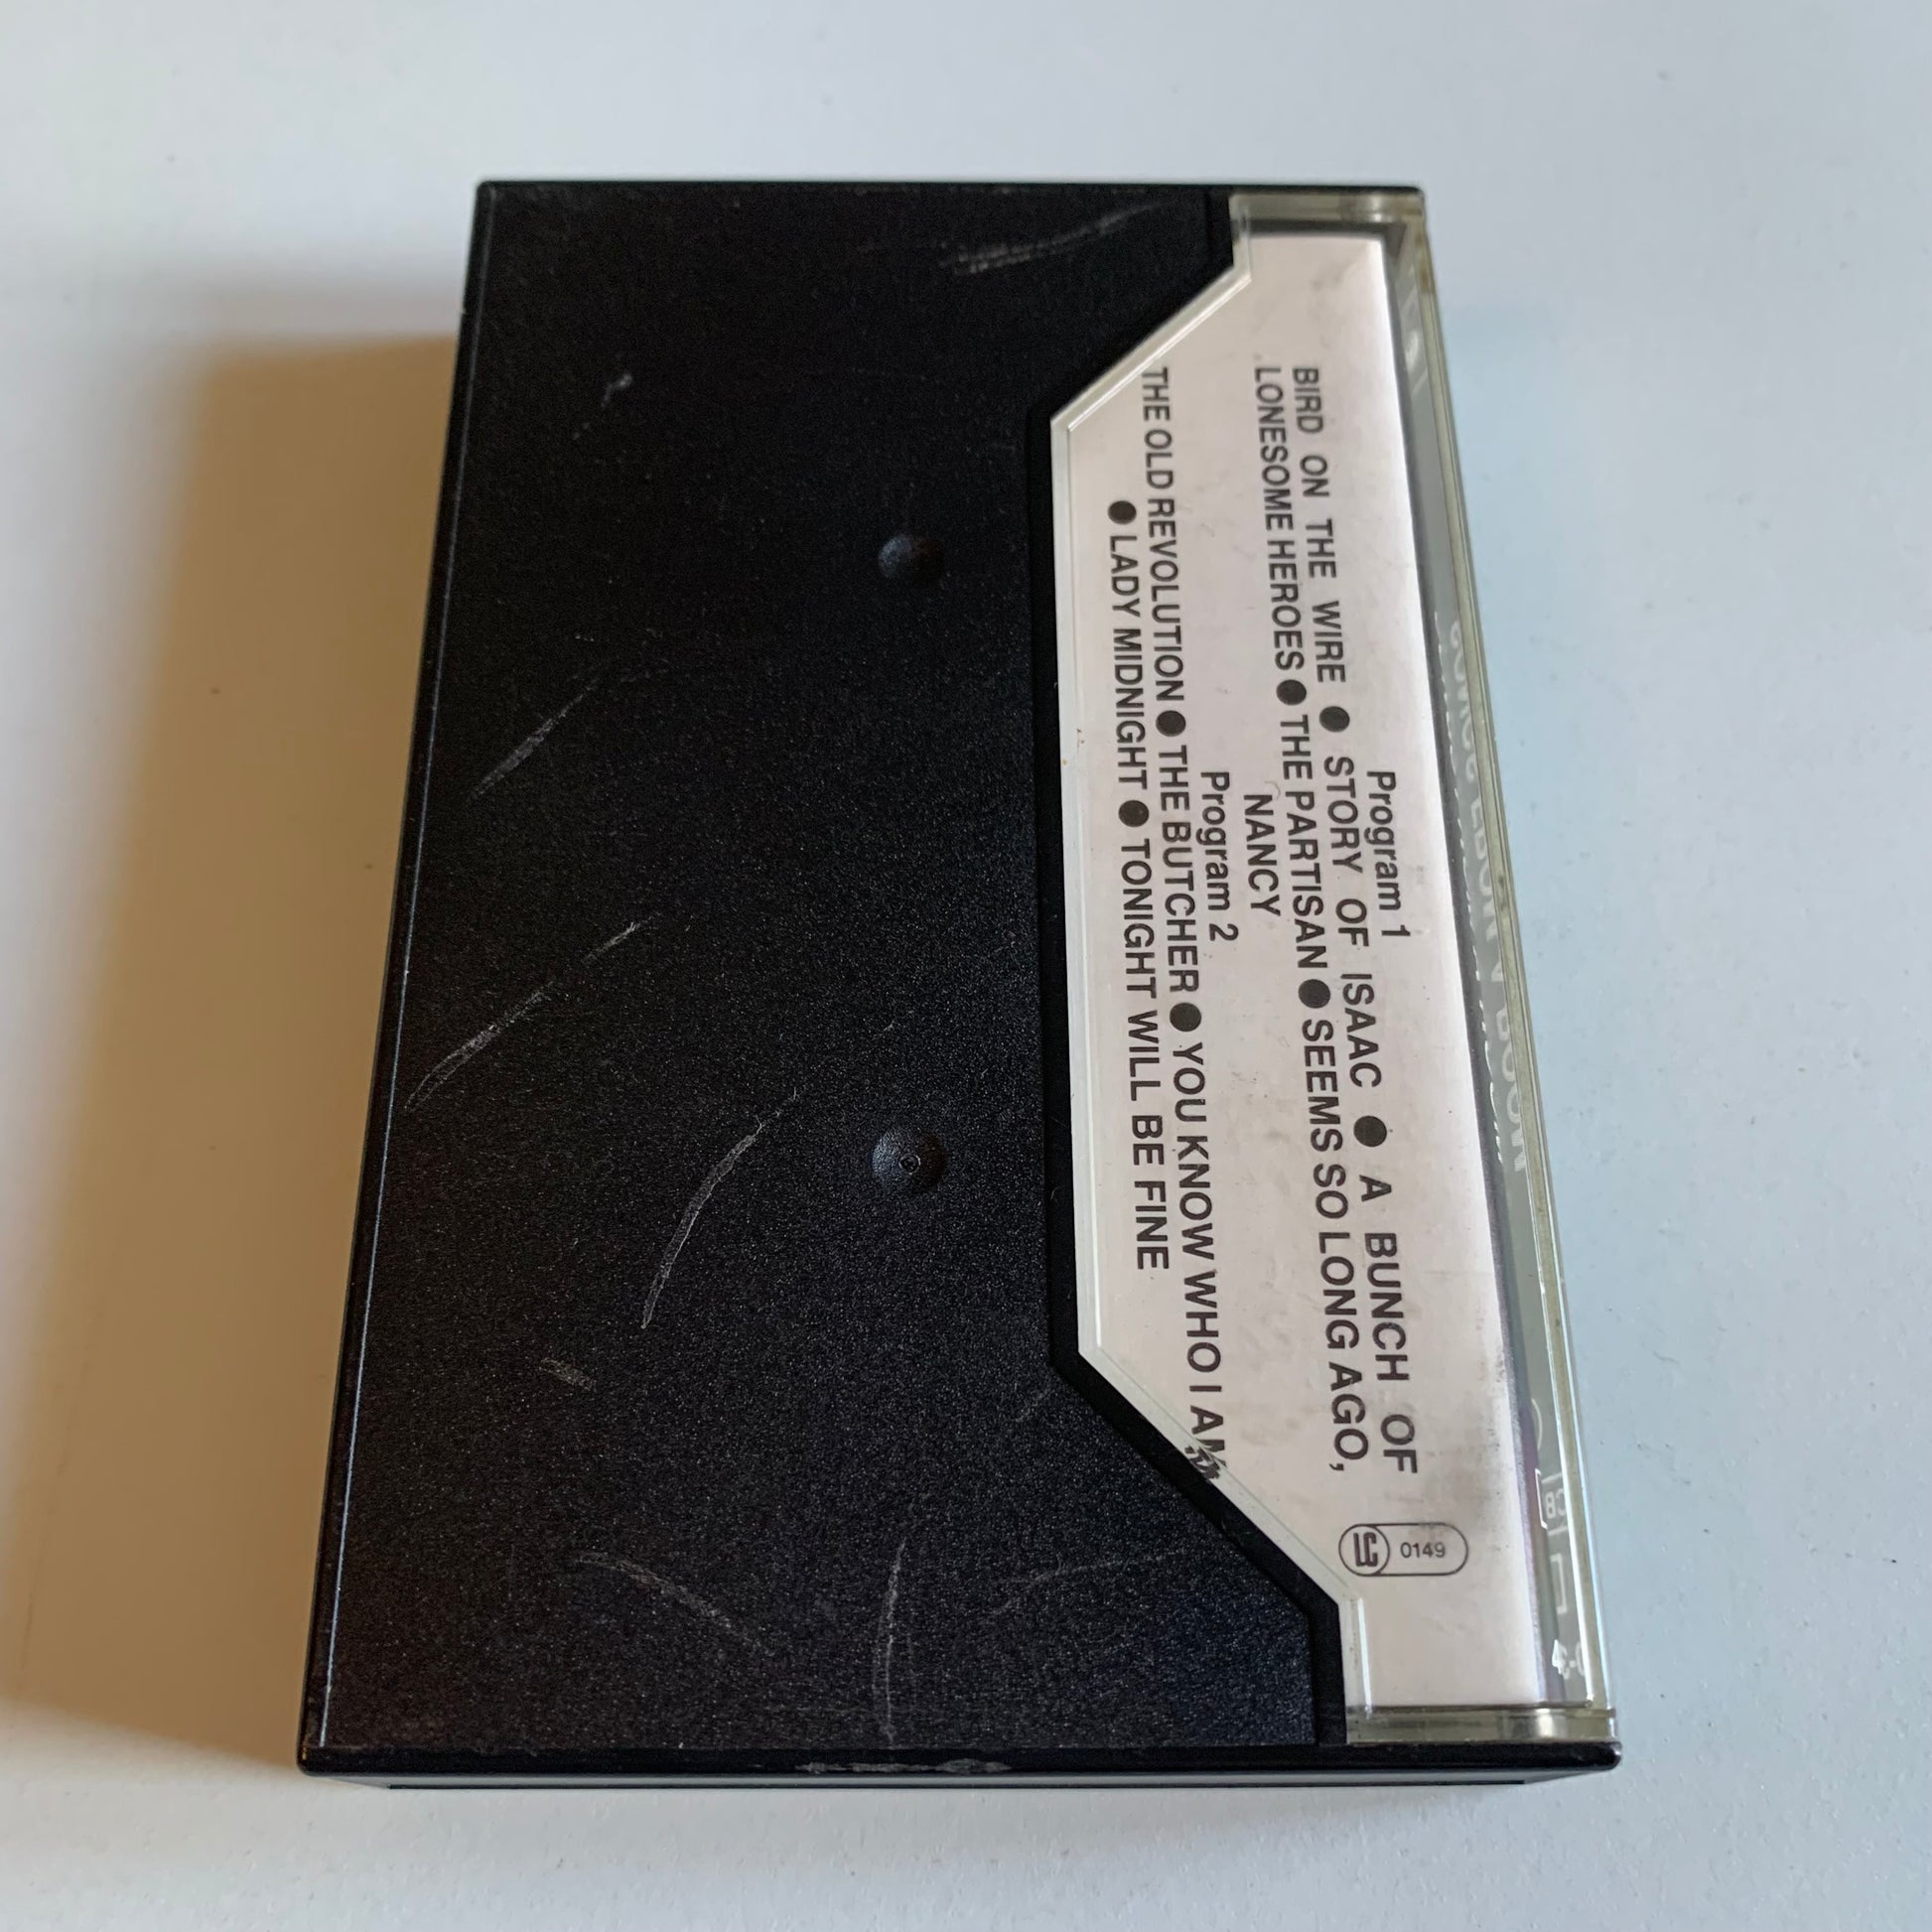 Program 1
BIRD ON THE WIRE ● STORY OF ISAAC ● A BUNCH OF
LONESOME HEROES ● THE PARTISAN ● SEEMS SO LONG AGO,
NANCY
Program 2
THE OLD REVOLUTION ● THE BUTCHER ● YOU KNOW WHO I AM
● LADY MIDNIGHT ● TONIGHT WILL BE FINE
0149